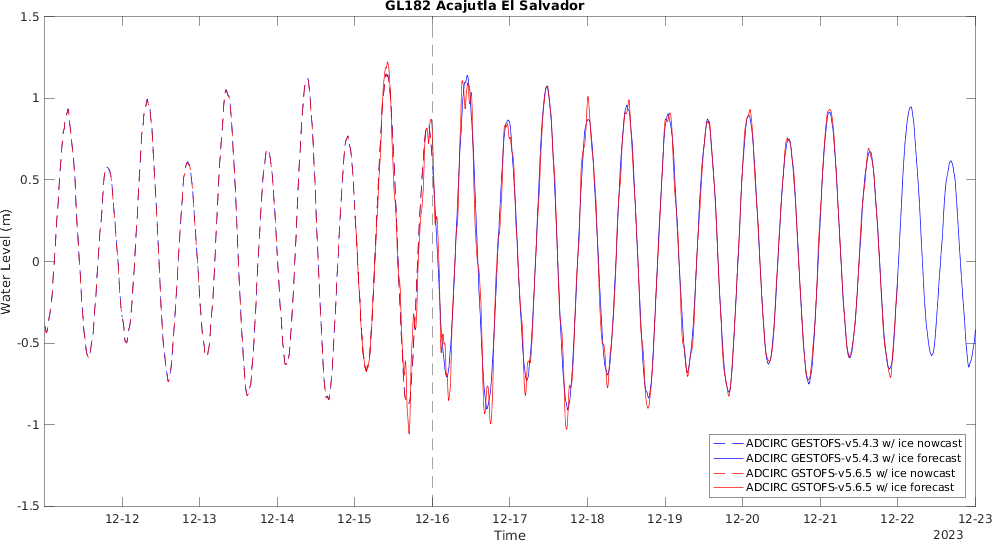 GL182 Acajutla El Salvador
1.5
1
0.5
0
-0.5
-1
-1.5
Water Level (m)
12-12
12-13
12-14
12-15
12-16
12-17
12-18
12-19
12-20
12-21
12-22
12-23
2023
Time
ADCIRC GESTOFS-v5.4.3 w/ ice nowcast
ADCIRC GESTOFS-v5.4.3 w/ ice forecast
ADCIRC GSTOFS-v5.6.5 w/ ice nowcast
ADCIRC GSTOFS-v5.6.5 w/ ice forecast